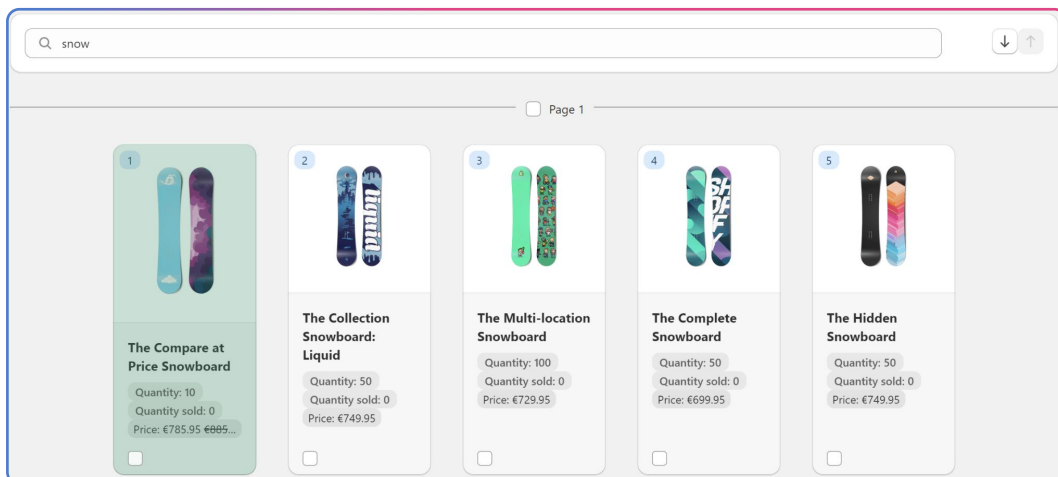 snow
Page 1
1
The Compare at
Price Snowboard
Quantity: 10
Quantity sold: 0
Price: €785.95 €885...
2
liquid
The Collection
Snowboard:
Liquid
Quantity: 50
Quantity sold: 0
Price: €749.95
3
The Multi-location
Snowboard
Quantity: 100
Quantity sold: 0
Price: €729.95
4
The Complete
Snowboard
Quantity: 50
Quantity sold: 0
Price: €699.95
5
The Hidden
Snowboard
Quantity: 50
Quantity sold: 0
Price: €749.95